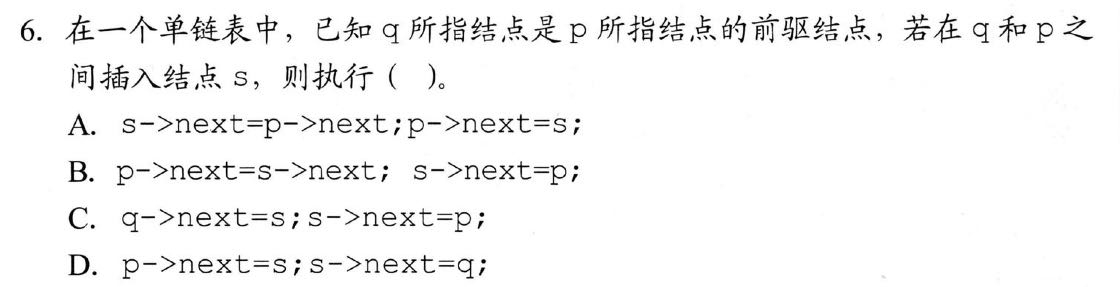 6. 在一个单链表中，已知 q 所指结点是 p 所指结点的前驱结点，若在 q 和 p 之
间插入结点 s，则执行（ ）。
A. s->next=p->next;p->next=s;
B. p->next=s->next; s->next=p;
C. q->next=s;s->next=p;
D. p->next=s;s->next=q;